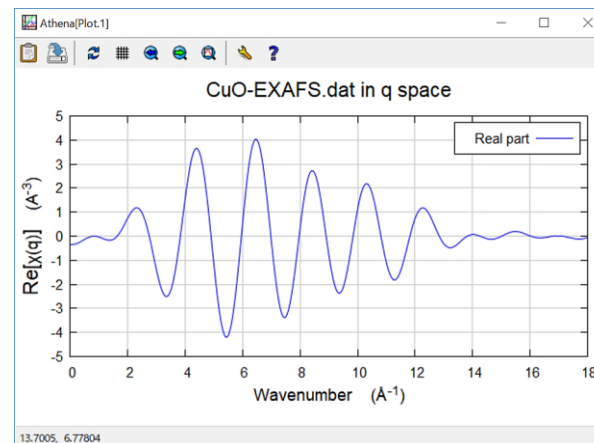 Athena[Plot.1]
CuO-EXAFS.dat in q space
Real part
5
4
3
2
1
0
-1
-2
-3
-4
-5
Re[χ(q)] (Å⁻³)
0 2 4 6 8 10 12 14 16 18
Wavenumber (Å⁻¹)
13.7005, 6.77804